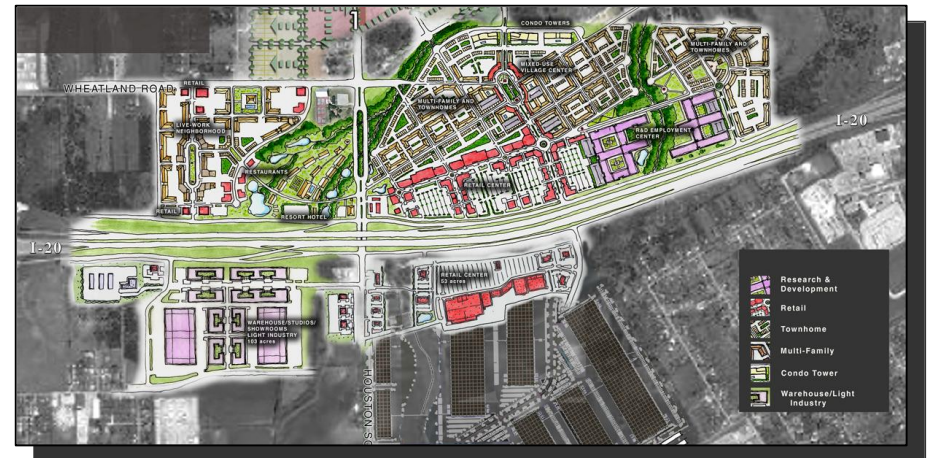 CONDO TOWERS
MULTI-FAMILY AND
TOWNHOMES
MIXED-USE
VILLAGE CENTER
RETAIL
WHEATLAND ROAD
MULTI-FAMILY AND
TOWNHOMES
I-20
LIVE-WORK
NEIGHBORHOOD
R&D EMPLOYMENT
CENTER
RESTAURANTS
RETAIL CENTER
RETAIL
RESORT HOTEL
I-20
RETAIL CENTER
53 acres
WAREHOUSE/STUDIOS/
SHOWROOMS
LIGHT INDUSTRY
103 acres
HOUSTON SC
Research &
Development
Retail
Townhome
Multi-Family
Condo Tower
Warehouse/Light
Industry